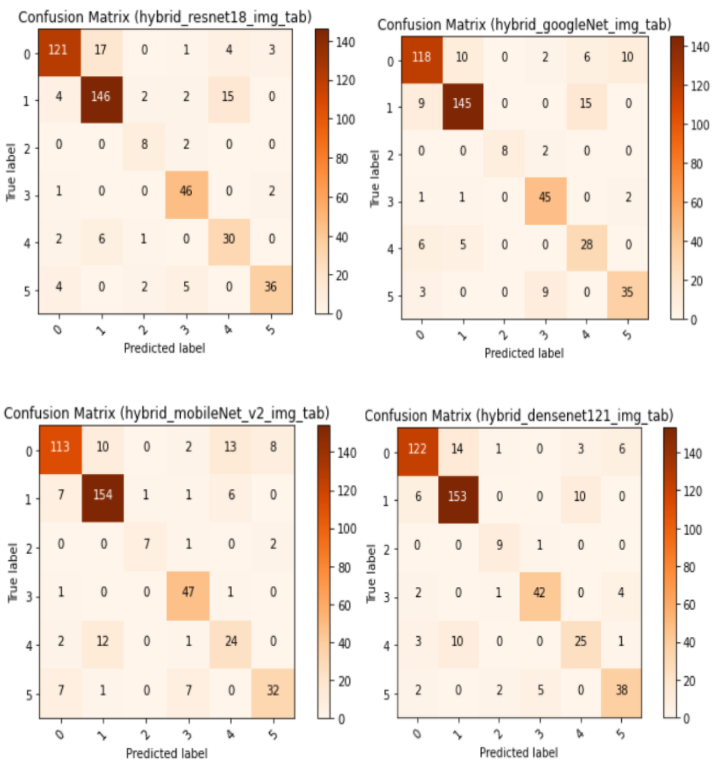 Confusion Matrix (hybrid_resnet18_img_tab)
True label
0 121 17 0 1 4 3
1 4 146 2 2 15 0
2 0 0 8 2 0 0
3 1 0 0 46 0 2
4 2 6 1 0 30 0
5 4 0 2 5 0 36
0 1 2 3 4 5
Predicted label
140
120
100
80
60
40
20
0
Confusion Matrix (hybrid_googleNet_img_tab)
True label
0 118 10 0 2 6 10
1 9 145 0 0 15 0
2 0 0 8 2 0 0
3 1 1 0 45 0 2
4 6 5 0 0 28 0
5 3 0 0 9 0 35
0 1 2 3 4 5
Predicted label
140
120
100
80
60
40
20
0
Confusion Matrix (hybrid_mobileNet_v2_img_tab)
True label
0 113 10 0 2 13 8
1 7 154 1 1 6 0
2 0 0 7 1 0 2
3 1 0 0 47 1 0
4 2 12 0 1 24 0
5 7 1 0 7 0 32
0 1 2 3 4 5
Predicted label
140
120
100
80
60
40
20
0
Confusion Matrix (hybrid_densenet121_img_tab)
True label
0 122 14 1 0 3 6
1 6 153 0 0 10 0
2 0 0 9 1 0 0
3 2 0 1 42 0 4
4 3 10 0 0 25 1
5 2 0 2 5 0 38
0 1 2 3 4 5
Predicted label
140
120
100
80
60
40
20
0